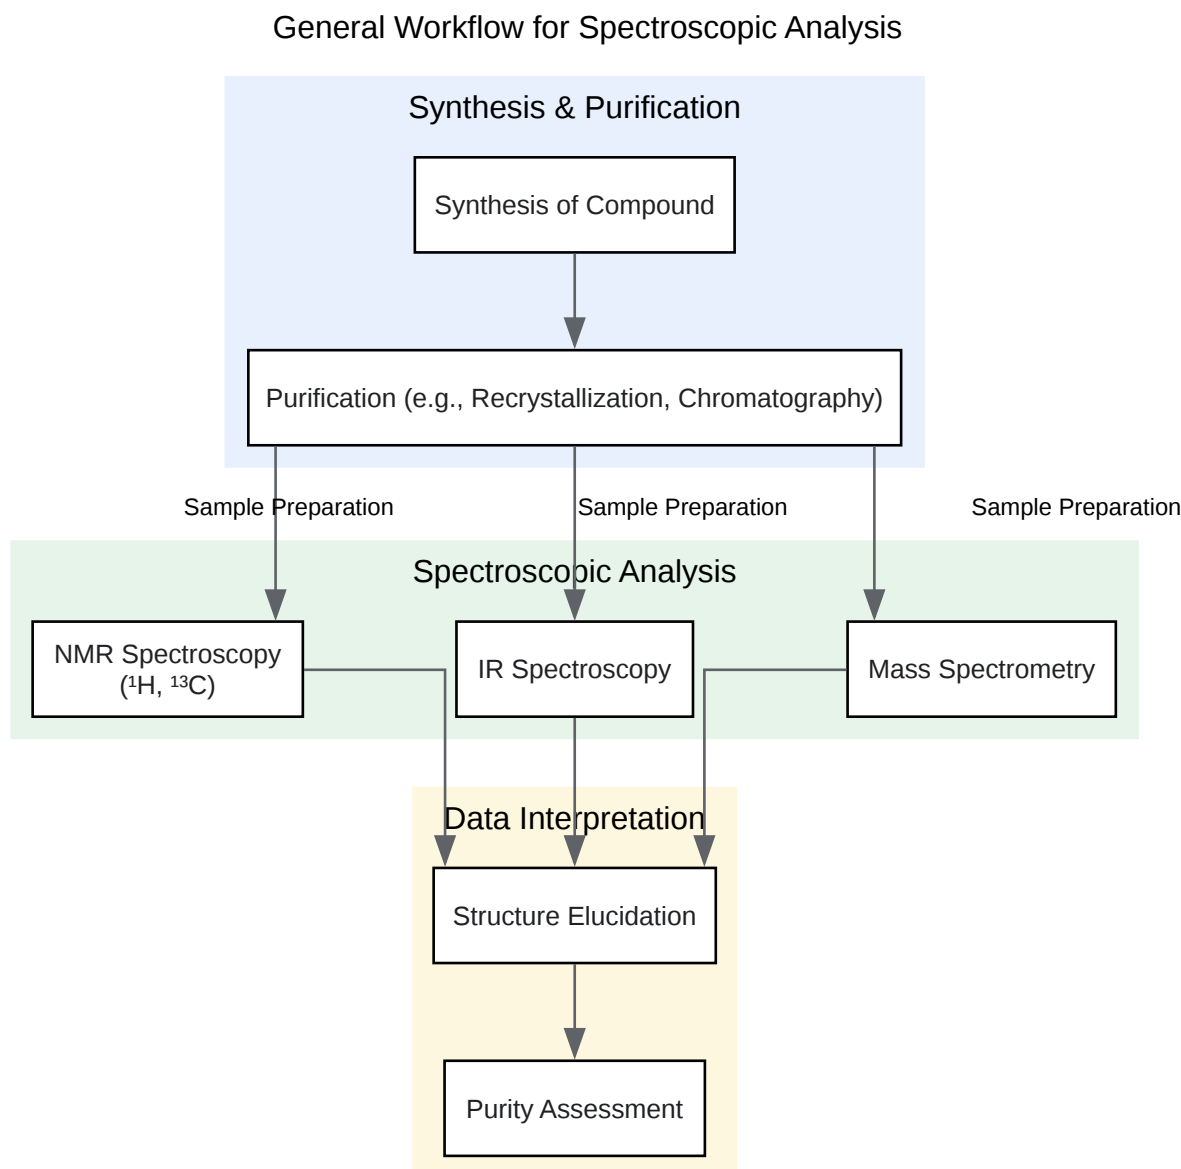 General Workflow for Spectroscopic Analysis
Synthesis & Purification
Synthesis of Compound
Purification (e.g., Recrystallization, Chromatography)
Sample Preparation
Sample Preparation
Sample Preparation
Spectroscopic Analysis
NMR Spectroscopy
(¹H, ¹³C)
IR Spectroscopy
Mass Spectrometry
Data Interpretation
Structure Elucidation
Purity Assessment